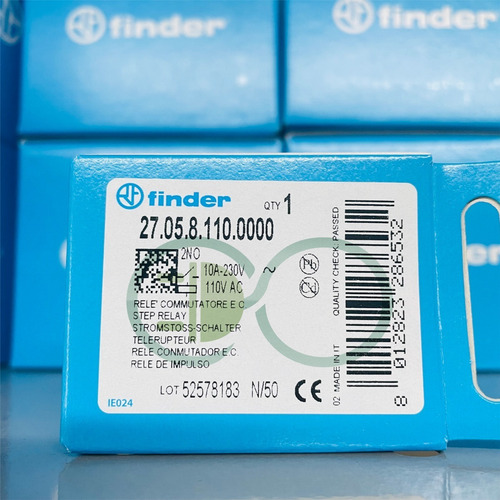 finder
finder
finder
QTY 1
27.05.8.110.0000
2NO
10A-230V ~
110V AC
RELE' COMMUTATORE E C.
STEP RELAY
STROMSTOSS-SCHALTER
TELERUPTEUR
RELE CONMUTADOR E C.
RELE DE IMPULSO
LOT 52578183 N/50 CE
IE024
02 MADE IN IT QUALITY CHECK PASSED
8 012823 286532